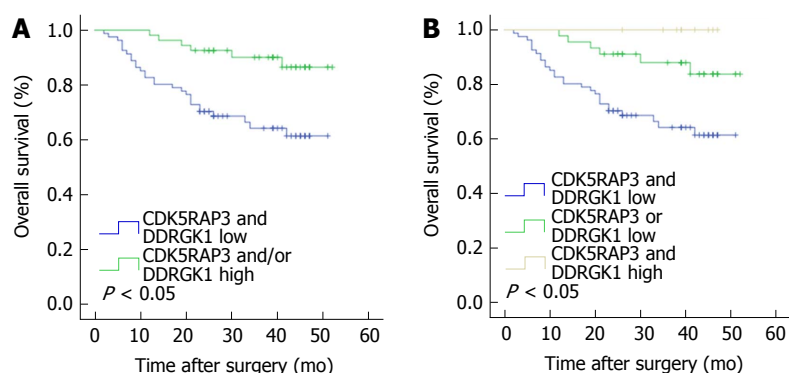 A
1.0
0.8
0.6
0.4
0.2
0.0
Overall survival (%)
CDK5RAP3 and
DDRGK1 low
CDK5RAP3 and/or
DDRGK1 high
P < 0.05
0 10 20 30 40 50 60
Time after surgery (mo)
B
1.0
0.8
0.6
0.4
0.2
0.0
Overall survival (%)
CDK5RAP3 and
DDRGK1 low
CDK5RAP3 or
DDRGK1 low
CDK5RAP3 and
DDRGK1 high
P < 0.05
0 10 20 30 40 50 60
Time after surgery (mo)